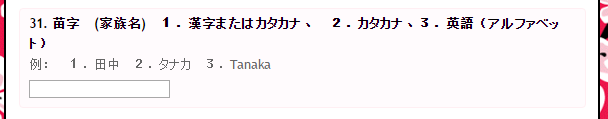 31. 苗字　(家族名)　１．漢字またはカタカナ、　２．カタカナ、３．英語（アルファベッ
ト）
例：　１．田中　２．タナカ　３．Tanaka